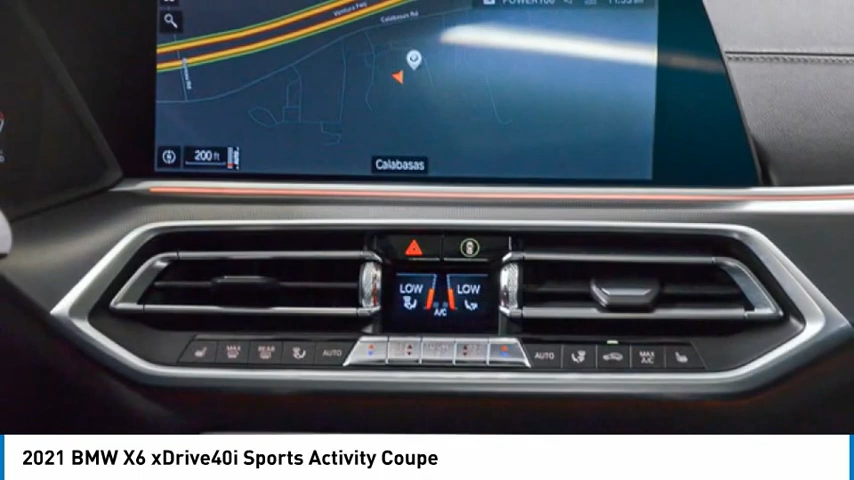 Ventura Fwy
Calabasas Rd
200 ft
Calabasas
LOW LOW
A/C
MAX REAR AUTO AUTO MAX A/C
2021 BMW X6 xDrive40i Sports Activity Coupe